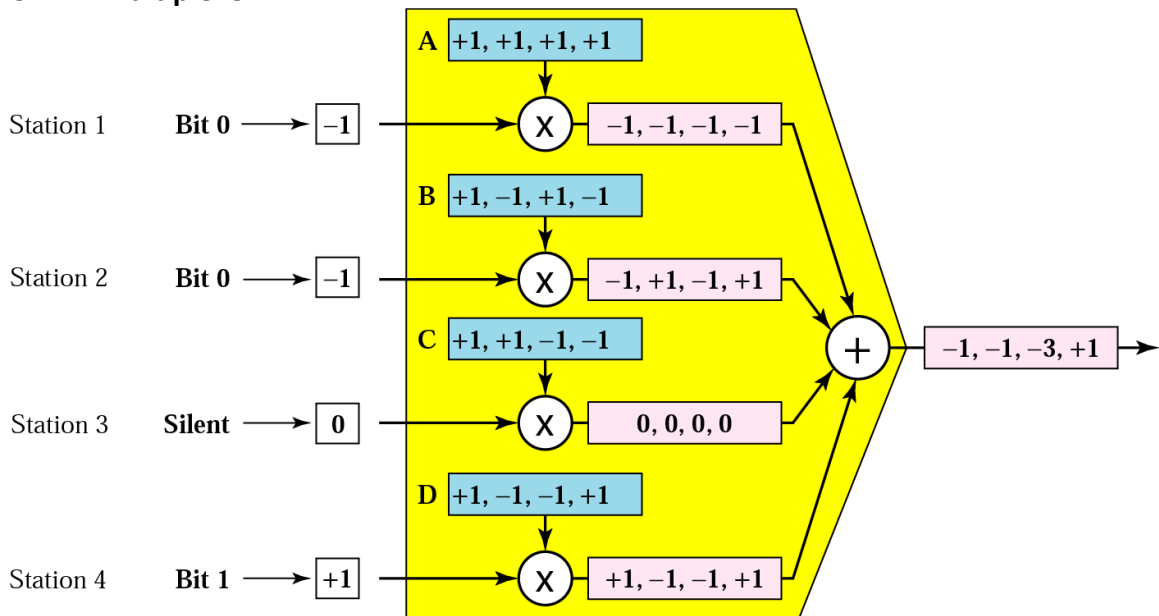 A +1, +1, +1, +1
Station 1 Bit 0 –1 X –1, –1, –1, –1
B +1, –1, +1, –1
Station 2 Bit 0 –1 X –1, +1, –1, +1
C +1, +1, –1, –1
+ –1, –1, –3, +1
Station 3 Silent 0 X 0, 0, 0, 0
D +1, –1, –1, +1
Station 4 Bit 1 +1 X +1, –1, –1, +1